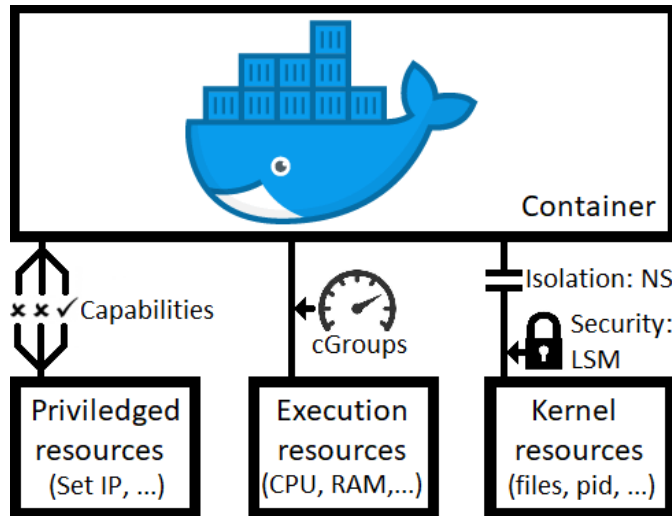 Container
Capabilities
cGroups
Isolation: NS
Security:
LSM
Priviledged
resources
(Set IP, ...)
Execution
resources
(CPU, RAM,...)
Kernel
resources
(files, pid, ...)